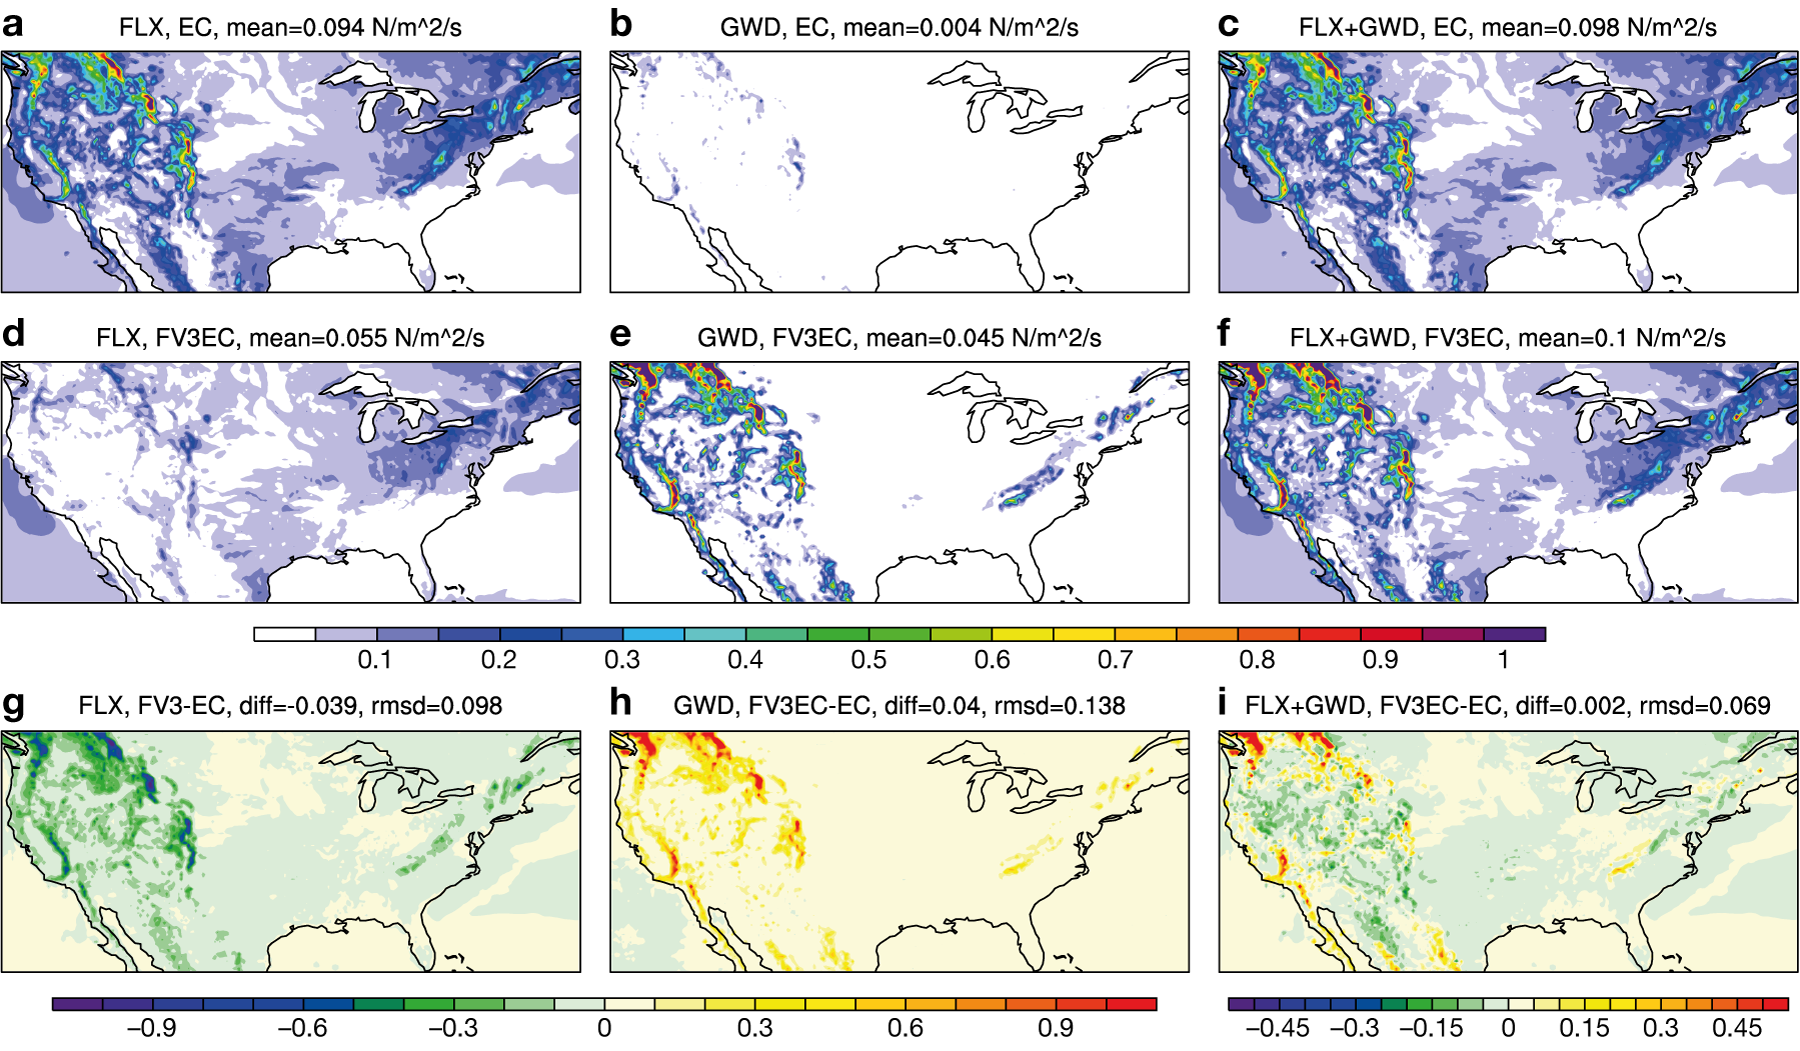 a FLX, EC, mean=0.094 N/m^2/s
b GWD, EC, mean=0.004 N/m^2/s
c FLX+GWD, EC, mean=0.098 N/m^2/s
d FLX, FV3EC, mean=0.055 N/m^2/s
e GWD, FV3EC, mean=0.045 N/m^2/s
f FLX+GWD, FV3EC, mean=0.1 N/m^2/s
0.1 0.2 0.3 0.4 0.5 0.6 0.7 0.8 0.9 1
g FLX, FV3-EC, diff=-0.039, rmsd=0.098
h GWD, FV3EC-EC, diff=0.04, rmsd=0.138
i FLX+GWD, FV3EC-EC, diff=0.002, rmsd=0.069
−0.9 −0.6 −0.3 0 0.3 0.6 0.9
−0.45 −0.3 −0.15 0 0.15 0.3 0.45